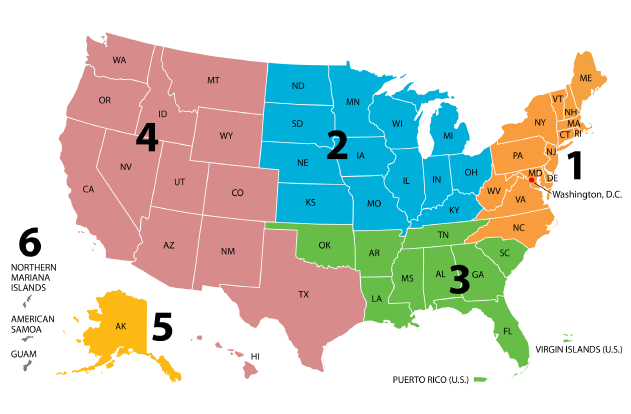 WA
MT
ND
MN
ME
OR
ID
SD
WI
MI
VT
NH
NY
MA
CT RI
WY
NE
IA
PA
NJ
NV
UT
CO
IL
IN
OH
MD
DE
WV
VA
Washington, D.C.
CA
KS
MO
KY
NC
AZ
NM
OK
AR
TN
SC
TX
LA
MS
AL
GA
FL
AK
HI
1
2
3
4
5
6
NORTHERN
MARIANA
ISLANDS
AMERICAN
SAMOA
GUAM
VIRGIN ISLANDS (U.S.)
PUERTO RICO (U.S.)